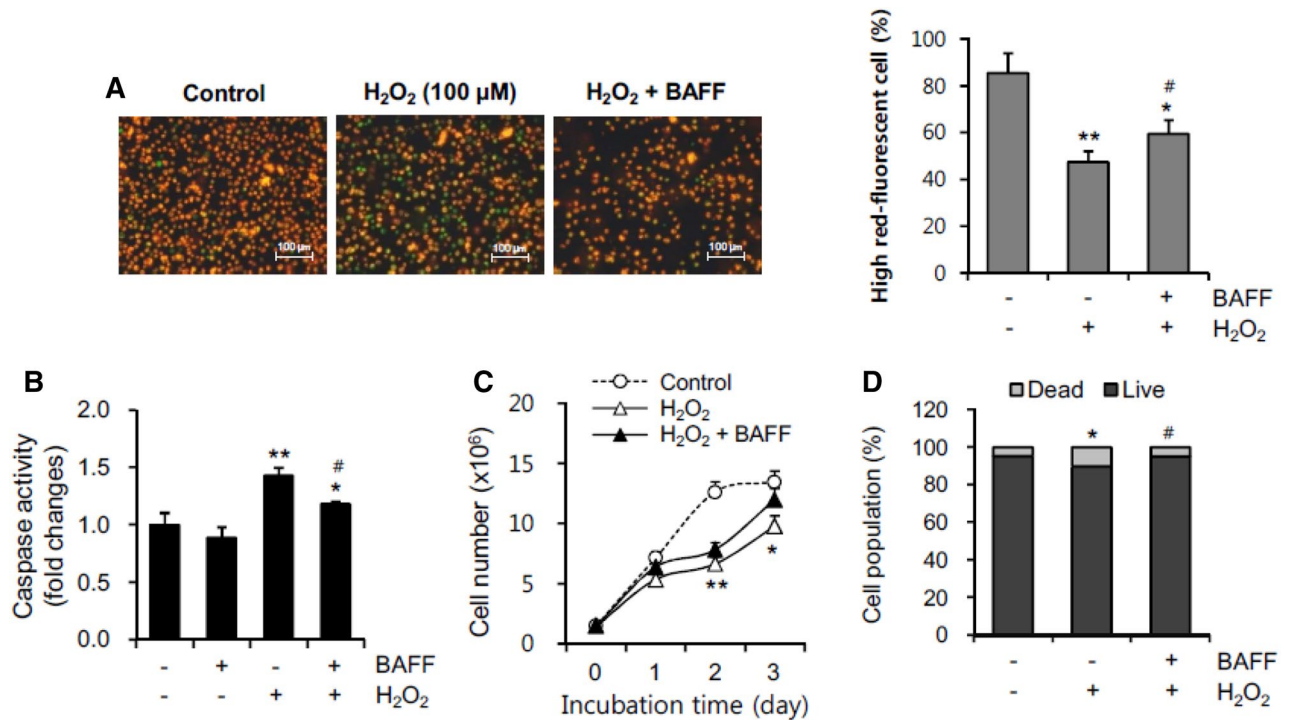 A
Control
H₂O₂ (100 µM)
H₂O₂ + BAFF
100 µm
100 µm
100 µm
High red-fluorescent cell (%)
100
80
60
40
20
0
**
#
*
- - + BAFF
- + + H₂O₂
B
Caspase activity
(fold changes)
2.0
1.5
1.0
0.5
0.0
**
#
*
- + - + BAFF
- - + + H₂O₂
C
Control
H₂O₂
H₂O₂ + BAFF
Cell number (x10⁶)
20
15
10
5
0
**
*
0 1 2 3
Incubation time (day)
D
Dead Live
Cell population (%)
120
100
80
60
40
20
0
*
#
- - + BAFF
- + + H₂O₂